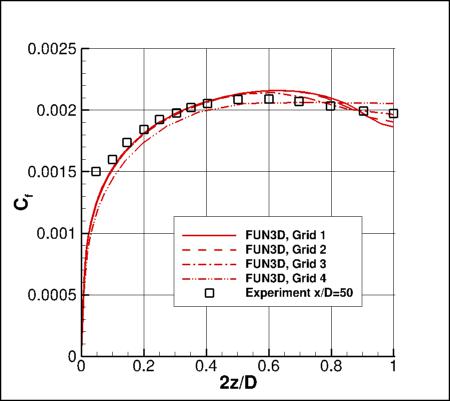 0.0025
0.002
0.0015
0.001
0.0005
0
Cf
FUN3D, Grid 1
FUN3D, Grid 2
FUN3D, Grid 3
FUN3D, Grid 4
Experiment x/D=50
0 0.2 0.4 0.6 0.8 1
2z/D